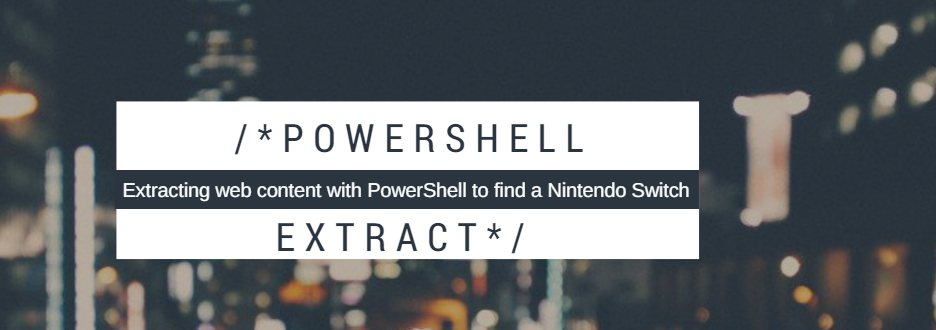 /*POWERSHELL
Extracting web content with PowerShell to find a Nintendo Switch
EXTRACT*/